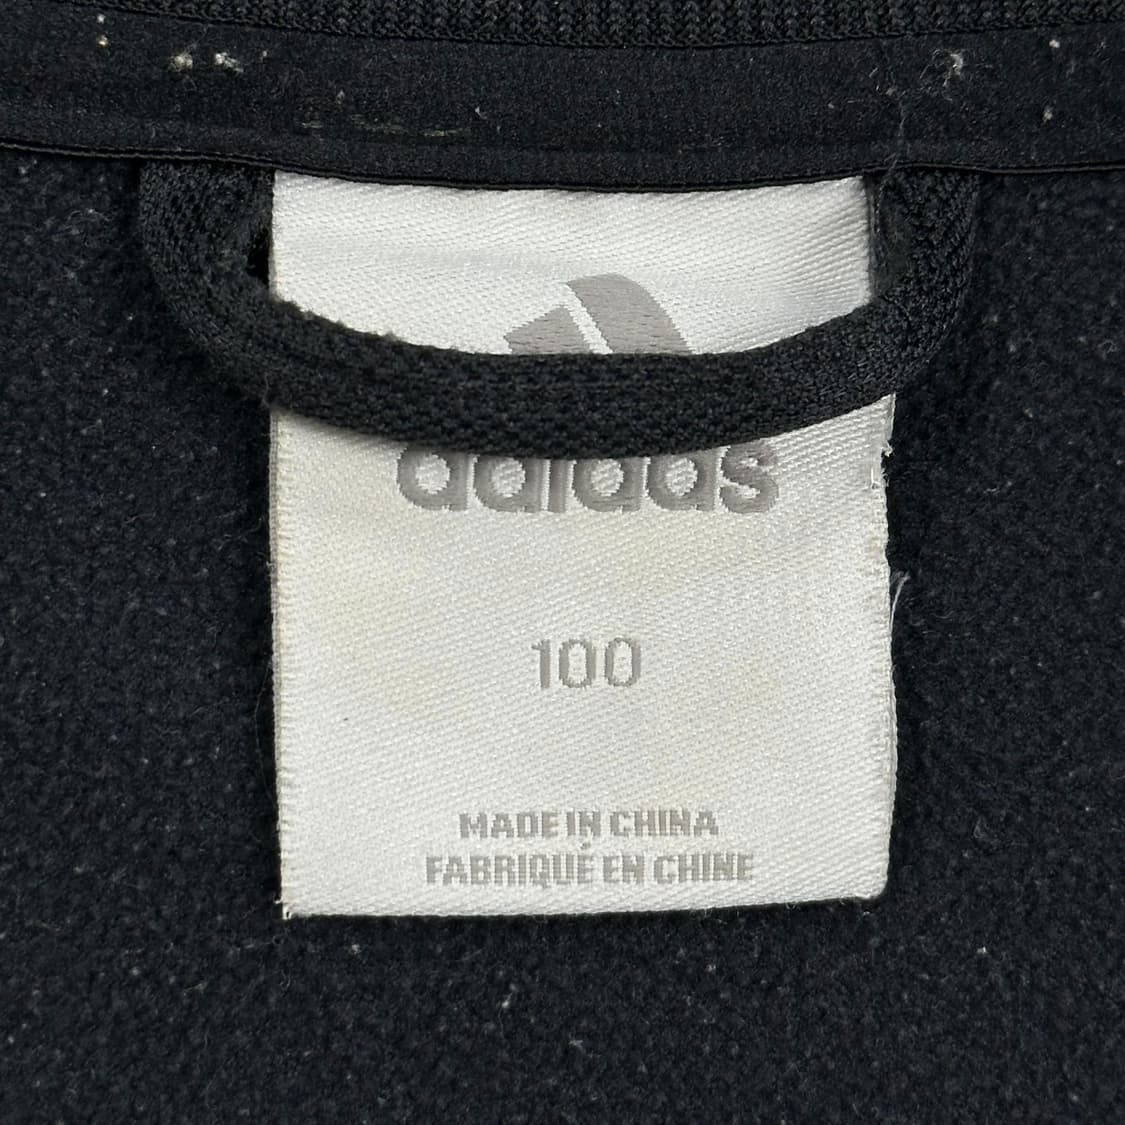 adidas
100
MADE IN CHINA
FABRIQUÉ EN CHINE